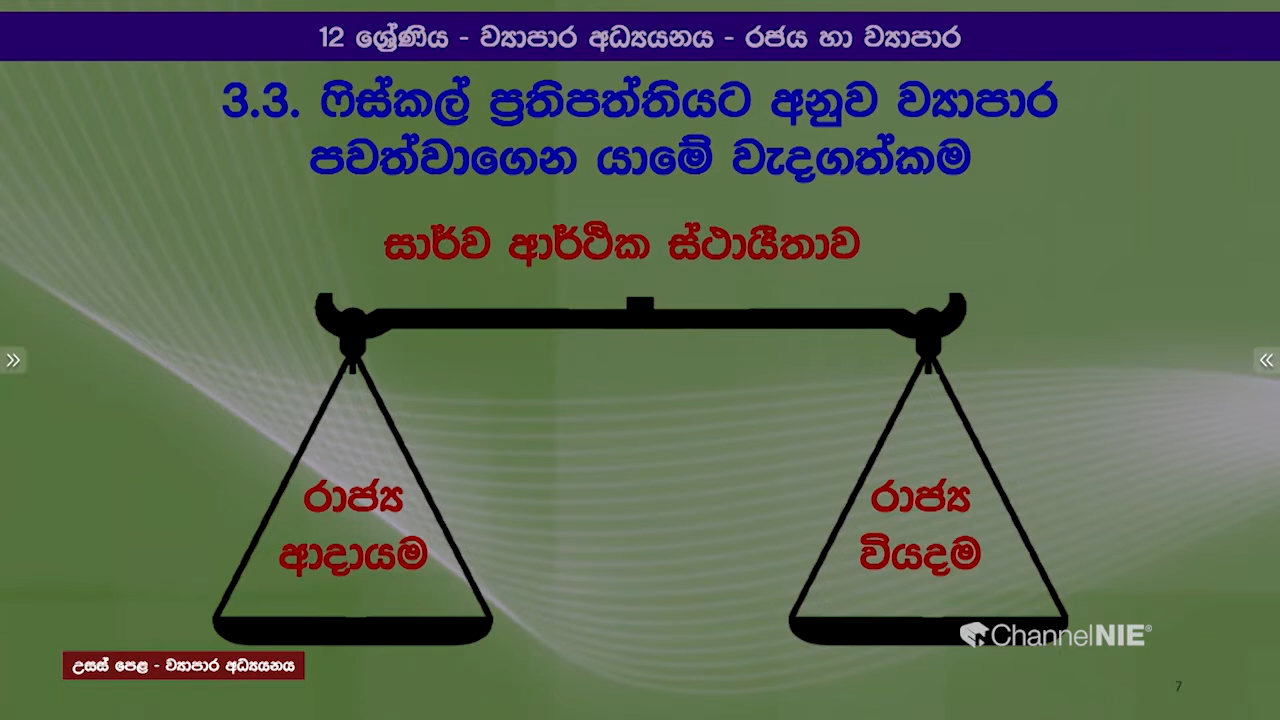 12 ශ්‍රේණිය - ව්‍යාපාර අධ්‍යයනය - රජය හා ව්‍යාපාර
3.3. ෆිස්කල් ප්‍රතිපත්තියට අනුව ව්‍යාපාර
පවත්වාගෙන යාමේ වැදගත්කම
සාර්ව ආර්ථික ස්ථායීතාව
රාජ්‍ය
ආදායම
රාජ්‍ය
වියදම
ChannelNIE®
උසස් පෙළ - ව්‍යාපාර අධ්‍යයනය
7